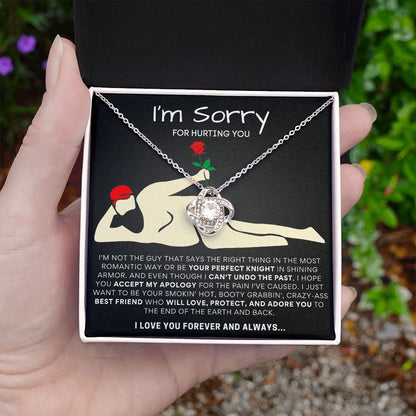 I'm Sorry
FOR HURTING YOU
I'M NOT THE GUY THAT SAYS THE RIGHT THING IN THE MOST
ROMANTIC WAY OR BE YOUR PERFECT KNIGHT IN SHINING
ARMOR. AND EVEN THOUGH I CAN'T UNDO THE PAST, I HOPE
YOU ACCEPT MY APOLOGY FOR THE PAIN I'VE CAUSED. I JUST
WANT TO BE YOUR SMOKIN' HOT, BOOTY GRABBIN', CRAZY-ASS
BEST FRIEND WHO WILL LOVE, PROTECT, AND ADORE YOU TO
THE END OF THE EARTH AND BACK.
I LOVE YOU FOREVER AND ALWAYS...